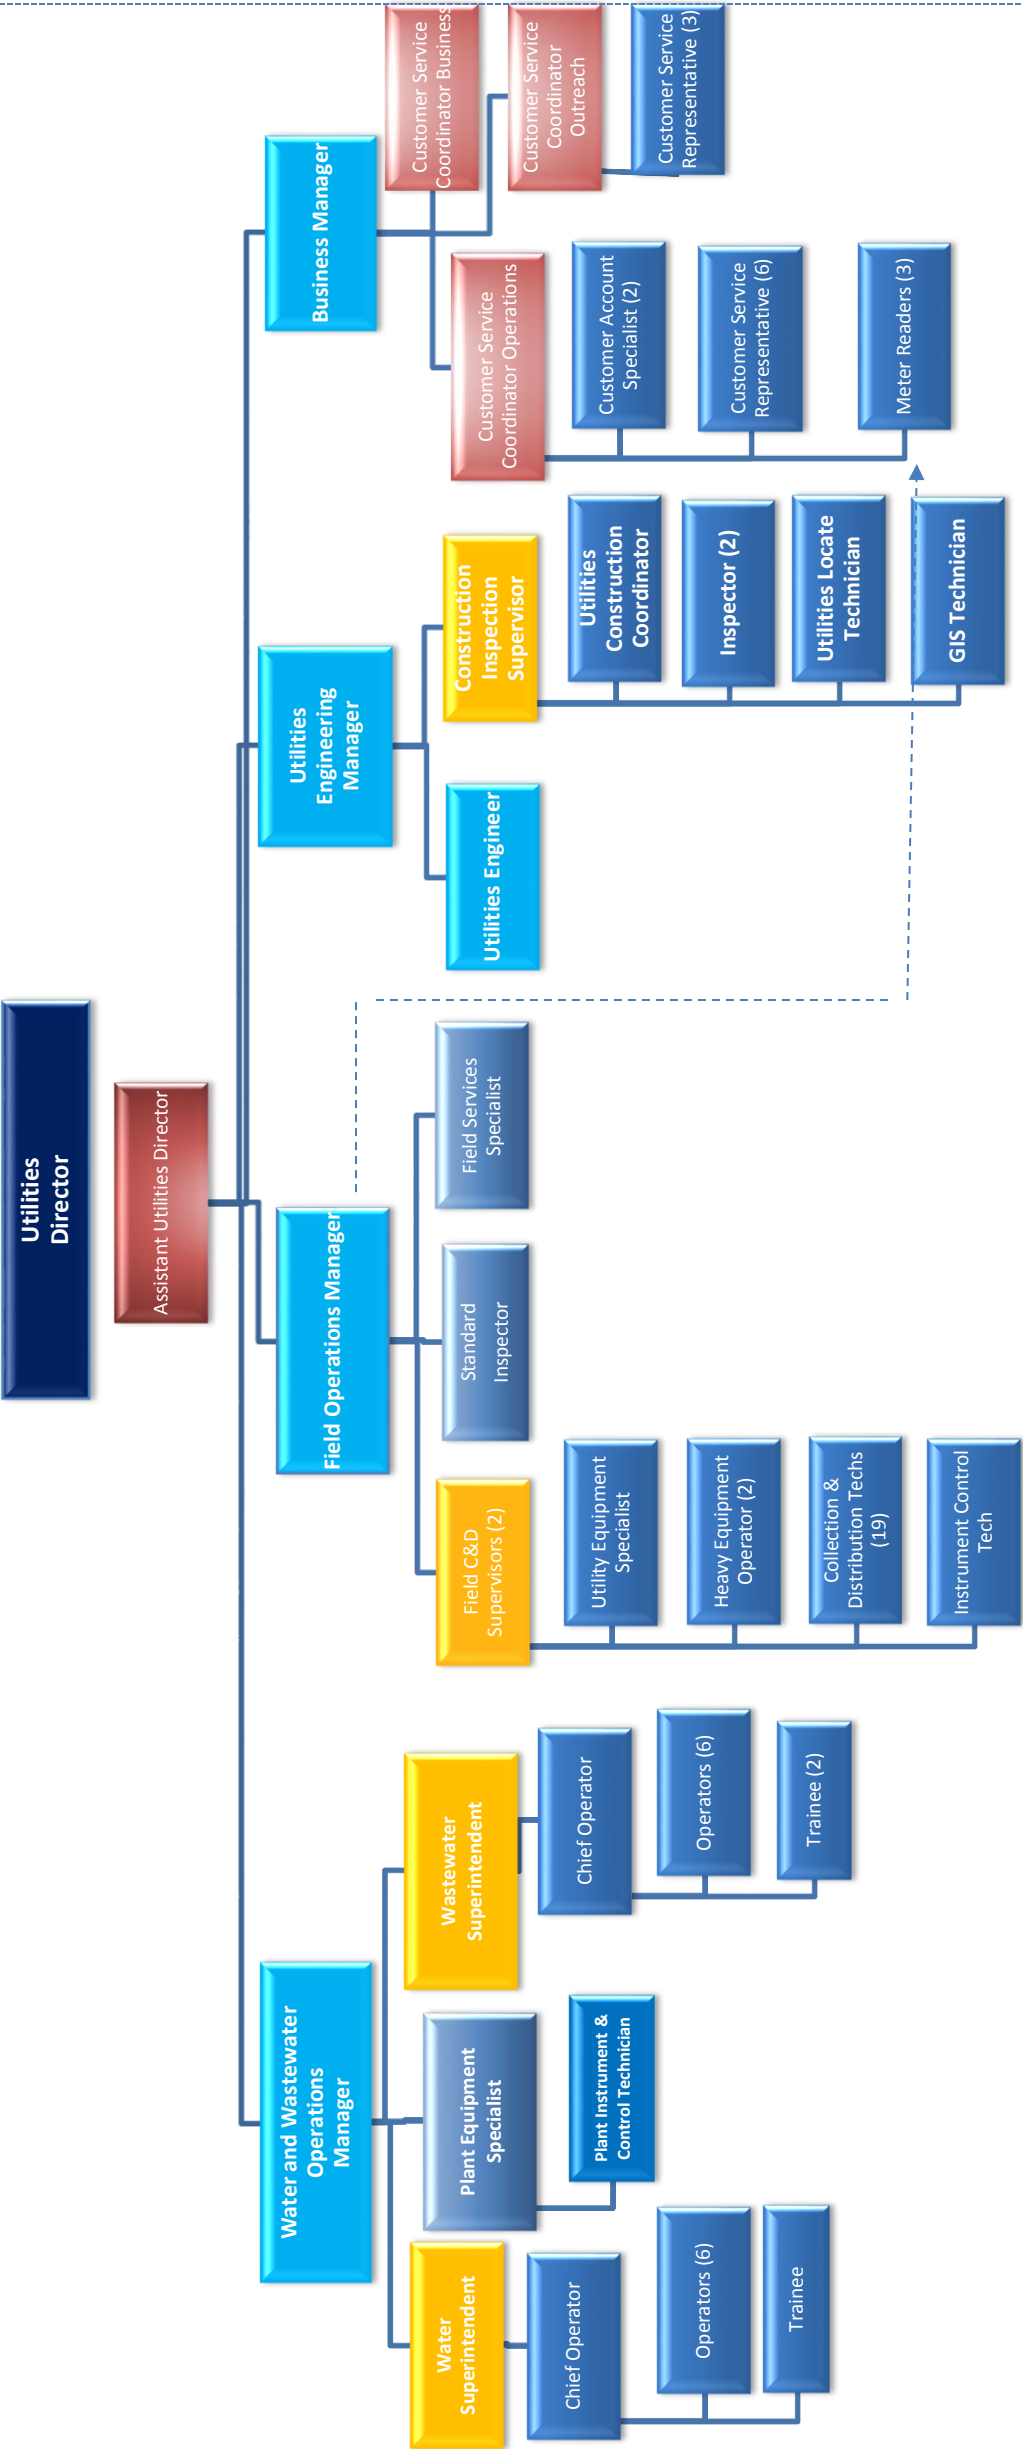 Utilities
Director
Assistant Utilities Director
Water and Wastewater
Operations
Manager
Field Operations Manager
Utilities
Engineering
Manager
Business Manager
Water
Superintendent
Chief Operator
Operators (6)
Trainee
Plant Equipment
Specialist
Plant Instrument &
Control Technician
Wastewater
Superintendent
Chief Operator
Operators (6)
Trainee (2)
Field C&D
Supervisors (2)
Utility Equipment
Specialist
Heavy Equipment
Operator (2)
Collection &
Distribution Techs
(19)
Instrument Control
Tech
Standard
Inspector
Field Services
Specialist
Utilities Engineer
Construction
Inspection
Supervisor
Utilities
Construction
Coordinator
Inspector (2)
Utilities Locate
Technician
GIS Technician
Customer Service
Coordinator Operations
Customer Account
Specialist (2)
Customer Service
Representative (6)
Meter Readers (3)
Customer Service
Coordinator Business
Customer Service
Coordinator
Outreach
Customer Service
Representative (3)